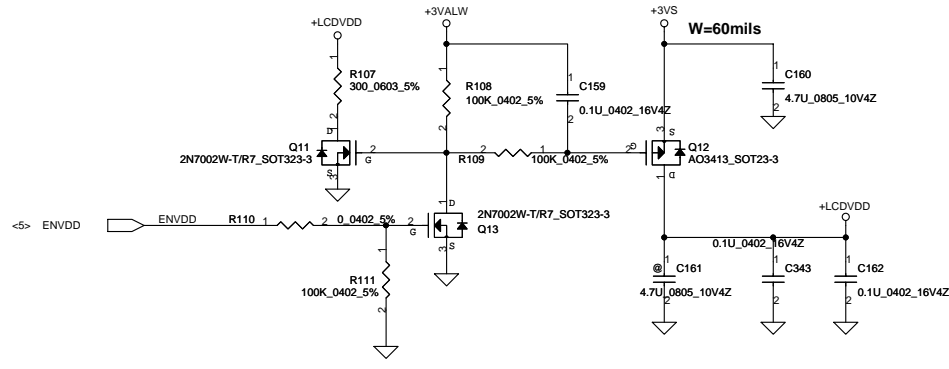 +LCDVDD
+3VALW
+3VS
W=60mils
1
R107
300_0603_5%
2
1
R108
100K_0402_5%
2
1
C159
0.1U_0402_16V4Z
2
1
C160
4.7U_0805_10V4Z
2
Q11
2N7002W-T/R7_SOT323-3
1
D
2
G
S
3
R109
1
2
100K_0402_5%
2
G
3
S
Q12
AO3413_SOT23-3
D
1
<5> ENVDD
ENVDD
R110
1
2
0_0402_5%
2
G
1
D
S
3
2N7002W-T/R7_SOT323-3
Q13
1
R111
100K_0402_5%
2
+LCDVDD
0.1U_0402_16V4Z
1
@
C161
4.7U_0805_10V4Z
2
1
C343
2
1
C162
0.1U_0402_16V4Z
2